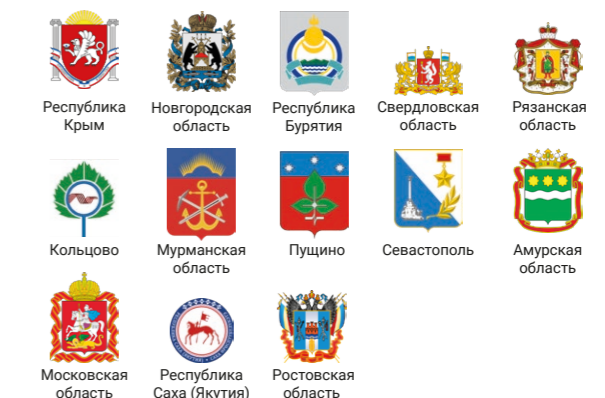 Республика
Крым
Новгородская
область
Республика
Бурятия
Свердловская
область
Рязанская
область
Кольцово
Мурманская
область
Пущино
Севастополь
Амурская
область
Московская
область
Республика
Саха (Якутия)
Ростовская
область